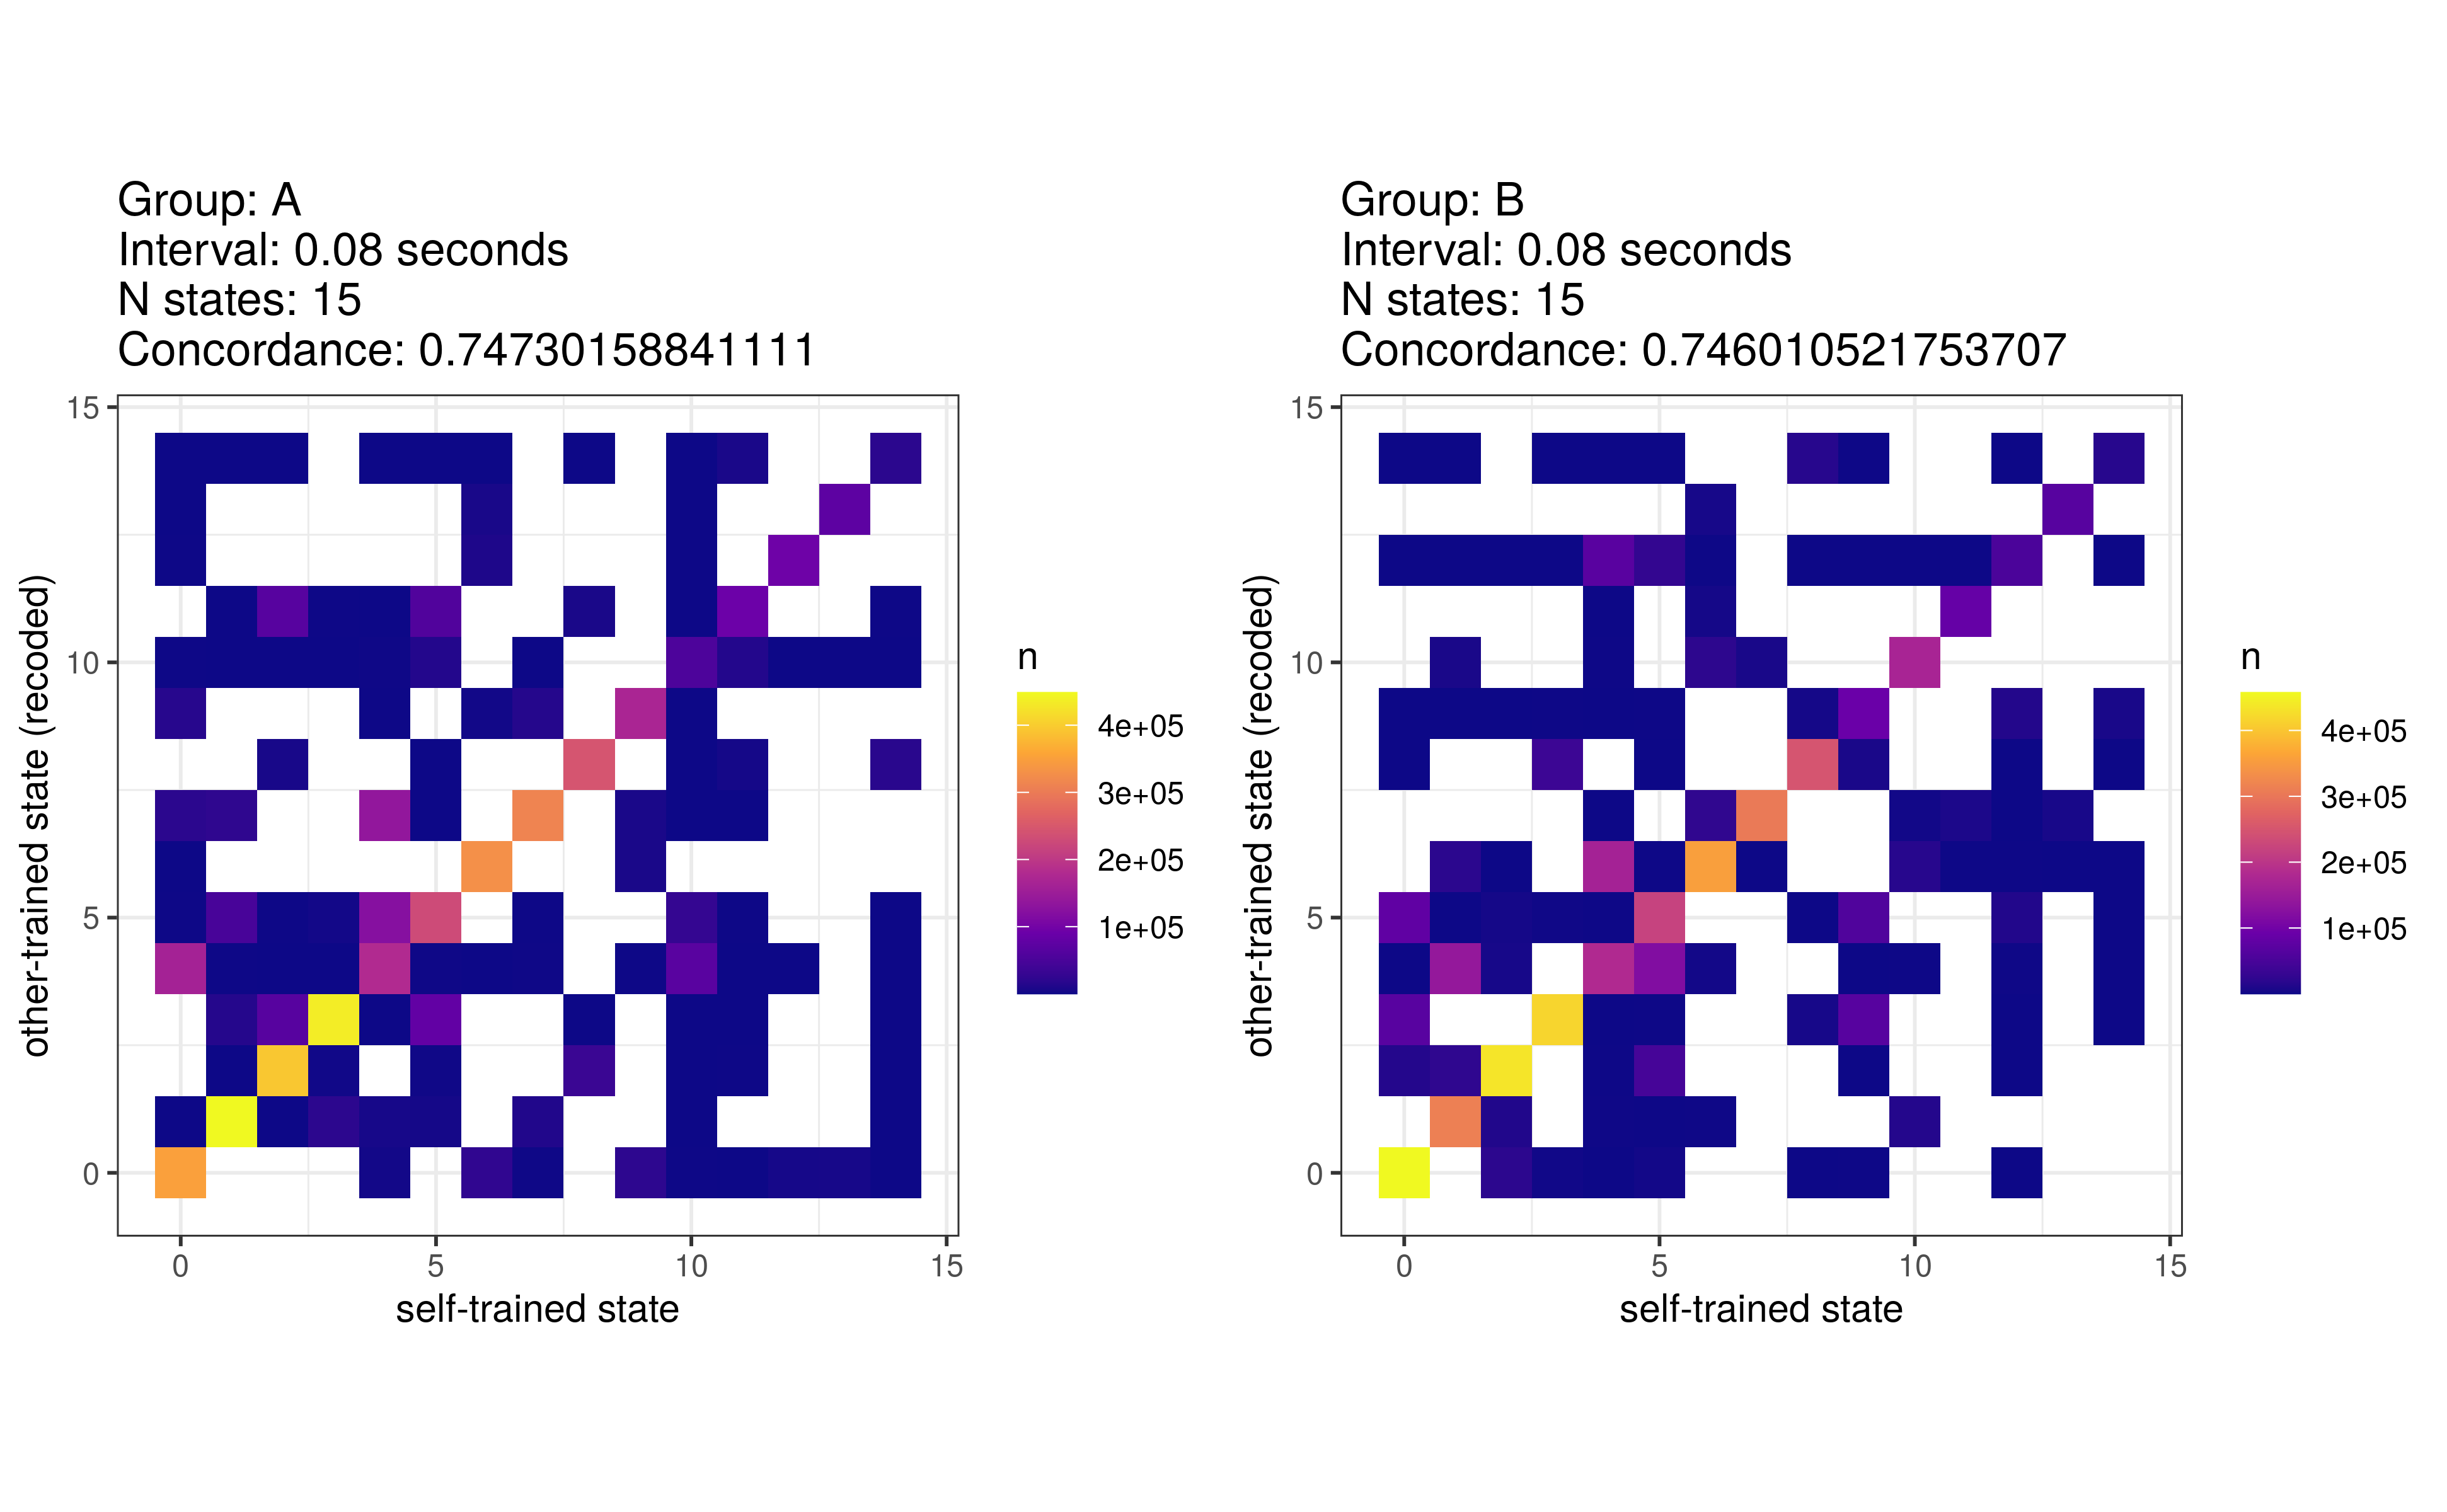 Group: A
Interval: 0.08 seconds
N states: 15
Concordance: 0.74730158841111
15
10
5
0
other-trained state (recoded)
0 5 10 15
self-trained state
n
4e+05
3e+05
2e+05
1e+05
Group: B
Interval: 0.08 seconds
N states: 15
Concordance: 0.746010521753707
15
10
5
0
other-trained state (recoded)
0 5 10 15
self-trained state
n
4e+05
3e+05
2e+05
1e+05